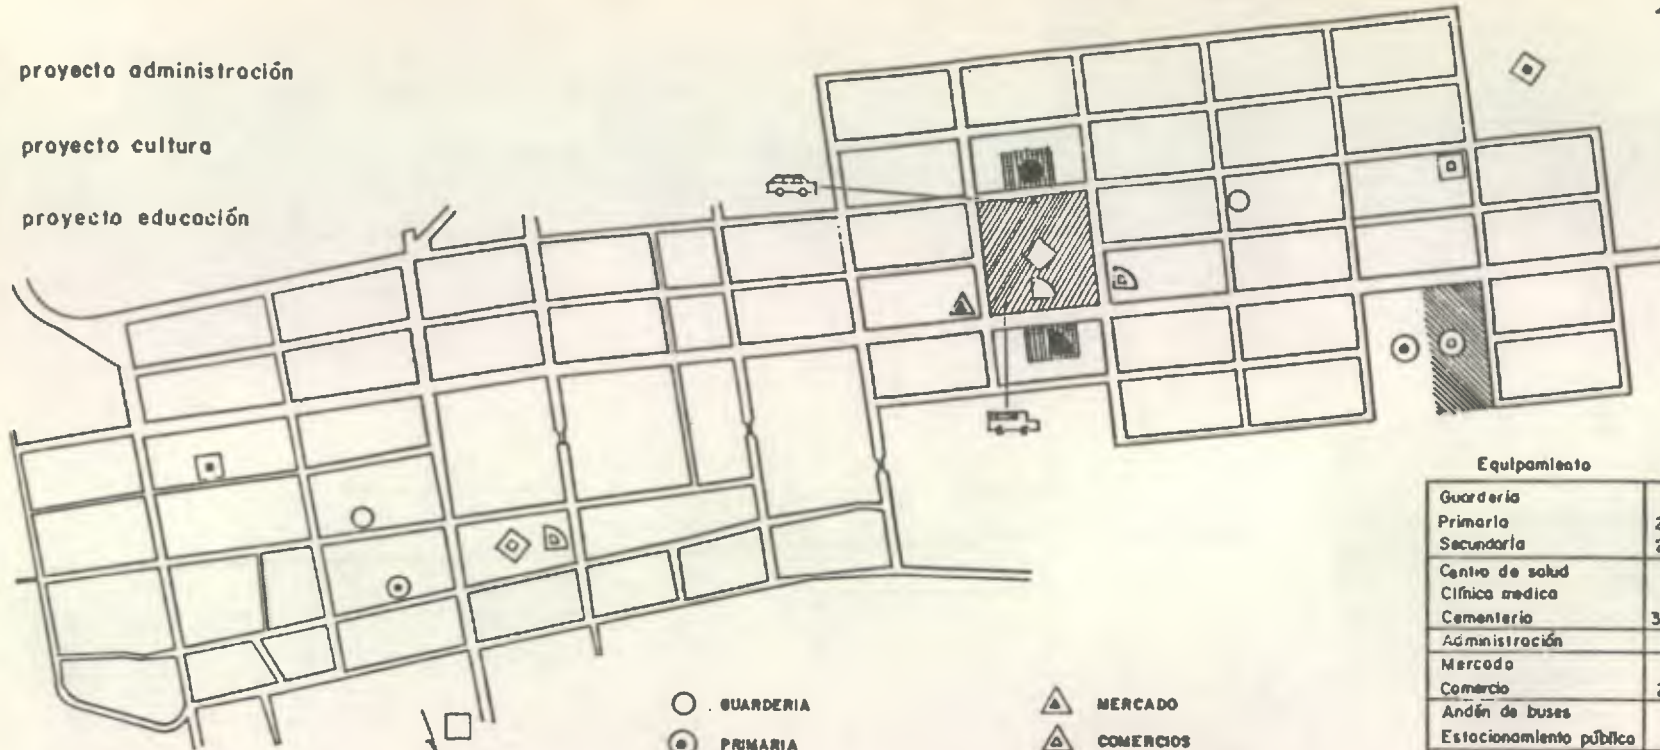 proyecto administración
proyecto cultura
proyecto educación
GUARDERIA
PRIMARIA
MERCADO
COMERCIOS
Equipamiento
Guardería
Primaria
Secundaria
Centro de salud
Clínica medica
Cementerio
Administración
Mercado
Comercio
Andén de buses
Estacionamiento público